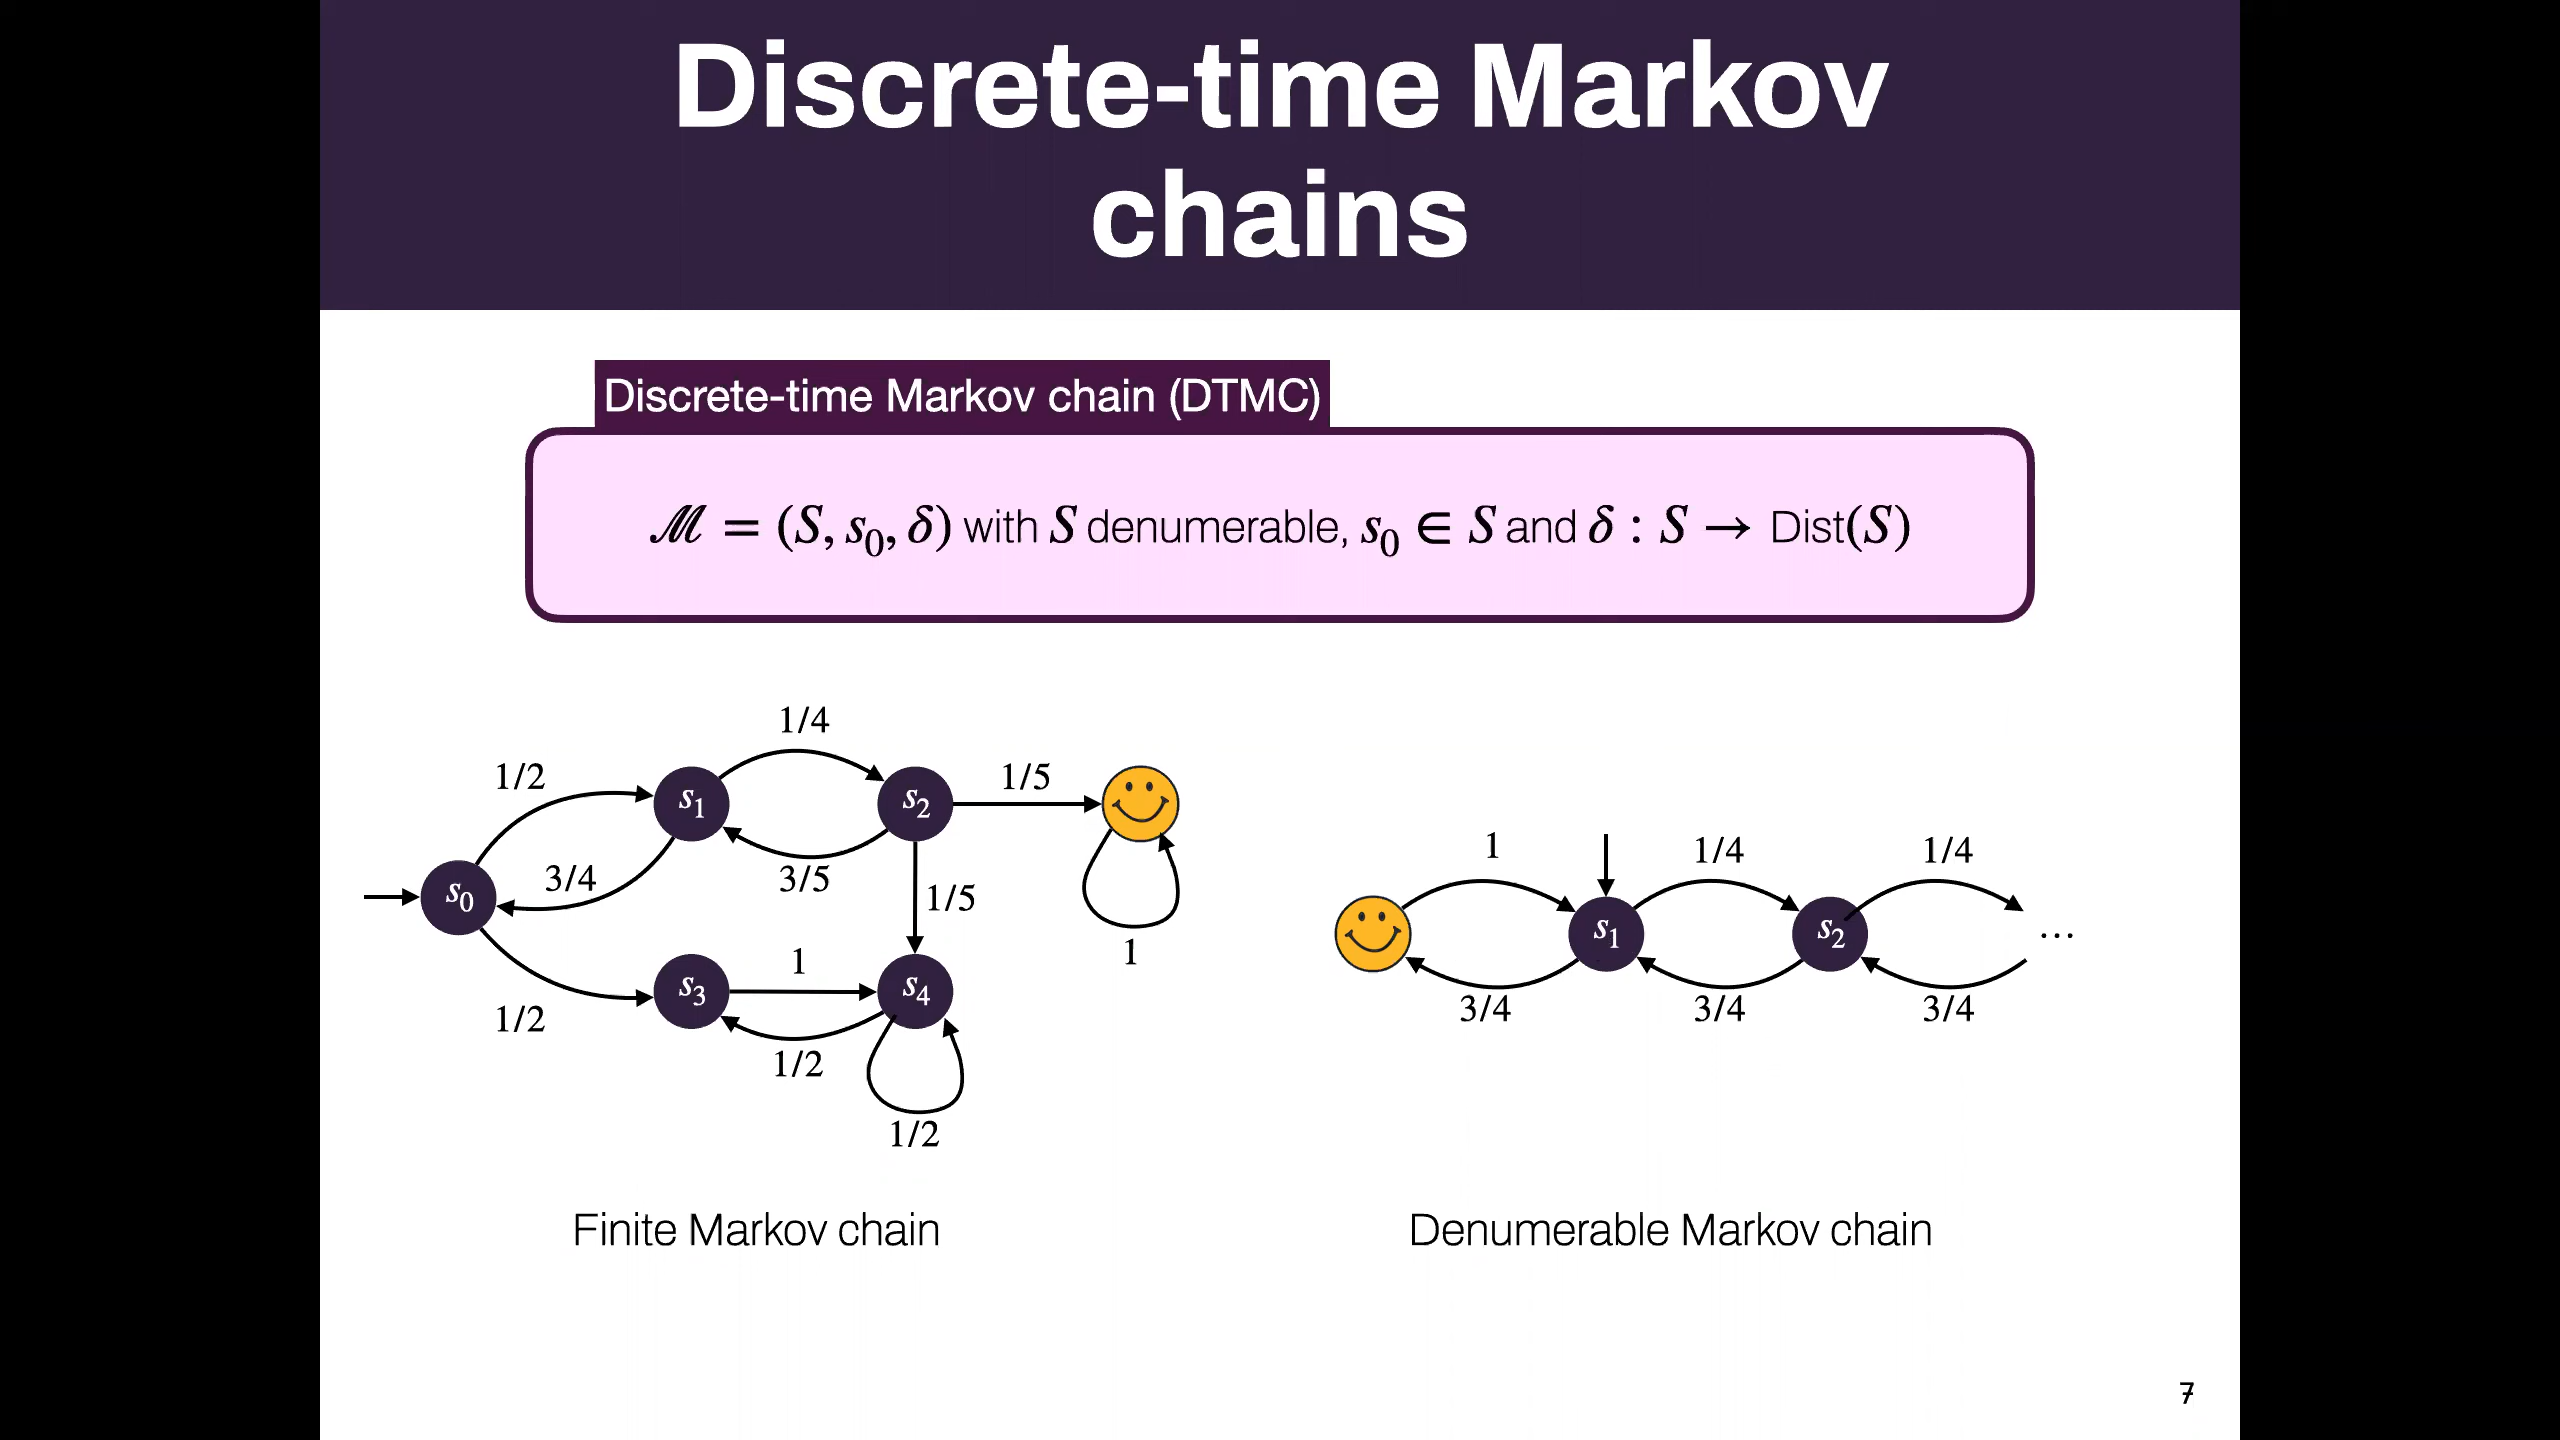 Discrete-time Markov
chains
Discrete-time Markov chain (DTMC)
ℳ = (S, s₀, δ) with S denumerable, s₀ ∈ S and δ : S → Dist(S)
1/4
1/2
s₁
s₂
1/5
3/4
3/5
s₀
1/5
1
s₃
1
s₄
1/2
1/2
1/2
1
1/4
1/4
s₁
s₂
...
3/4
3/4
3/4
Finite Markov chain
Denumerable Markov chain
7